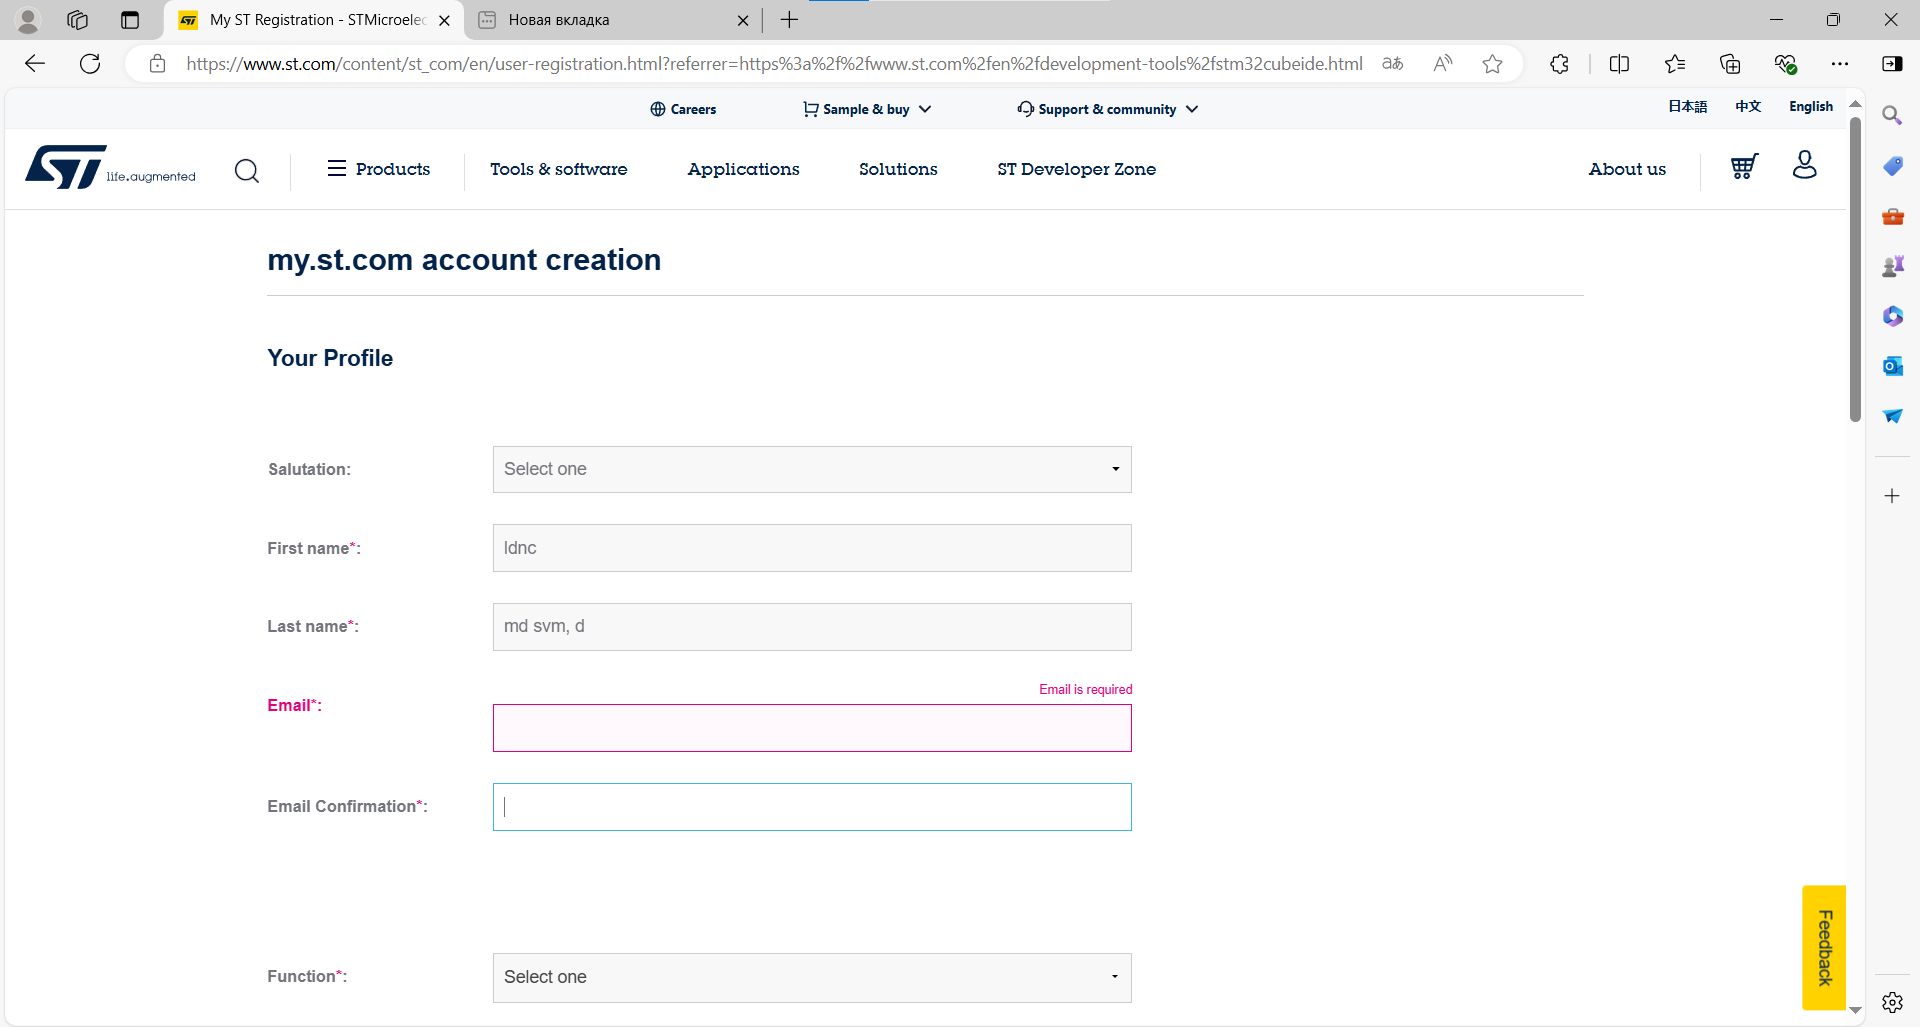 My ST Registration - STMicroelec
Новая вкладка
https://www.st.com/content/st_com/en/user-registration.html?referrer=https%3a%2f%2fwww.st.com%2fen%2fdevelopment-tools%2fstm32cubeide.html
Careers
Sample & buy
Support & community
日本語
中文
English
life.augmented
Products
Tools & software
Applications
Solutions
ST Developer Zone
About us
my.st.com account creation
Your Profile
Salutation:
Select one
First name*:
ldnc
Last name*:
md svm, d
Email is required
Email*:
Email Confirmation*:
Function*:
Select one
Feedback